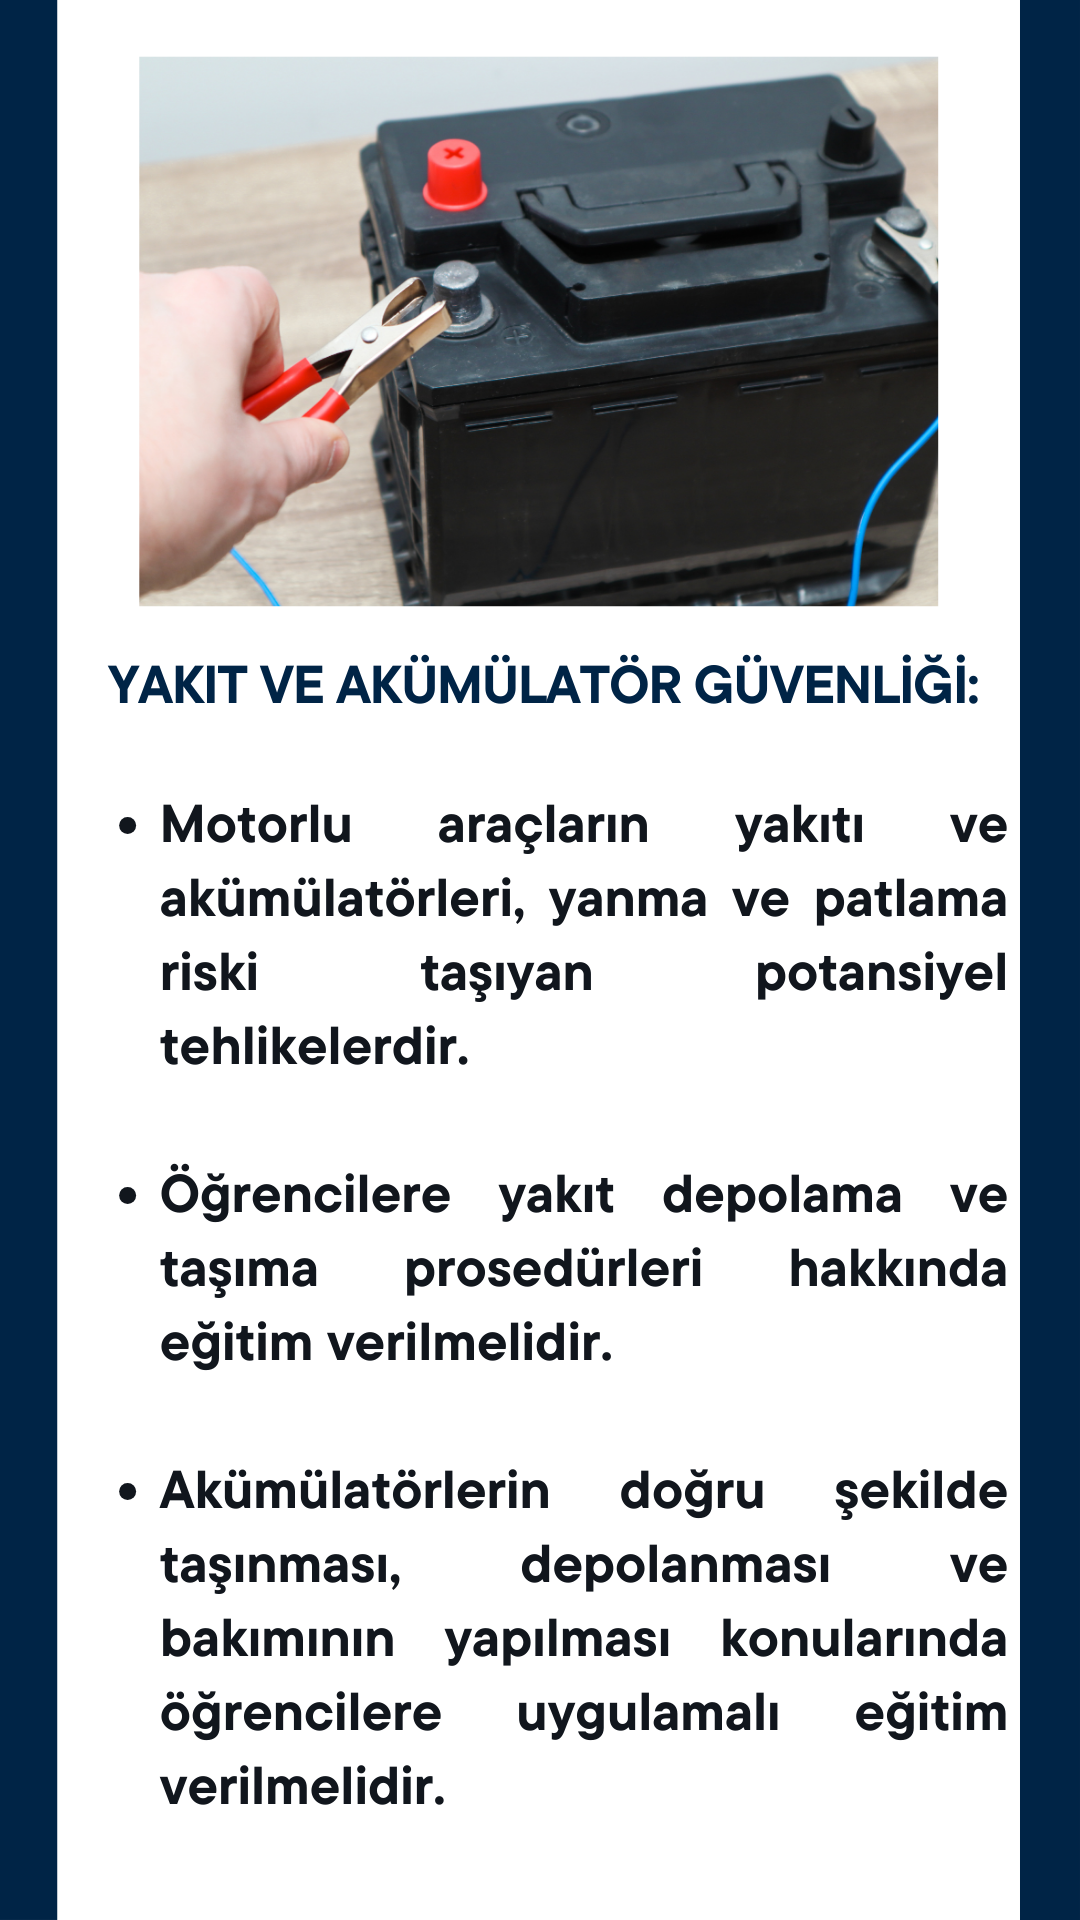 YAKIT VE AKÜMÜLATÖR GÜVENLİĞİ:
• Motorlu araçların yakıtı ve
akümülatörleri, yanma ve patlama
riski taşıyan potansiyel
tehlikelerdir.
• Öğrencilere yakıt depolama ve
taşıma prosedürleri hakkında
eğitim verilmelidir.
• Akümülatörlerin doğru şekilde
taşınması, depolanması ve
bakımının yapılması konularında
öğrencilere uygulamalı eğitim
verilmelidir.